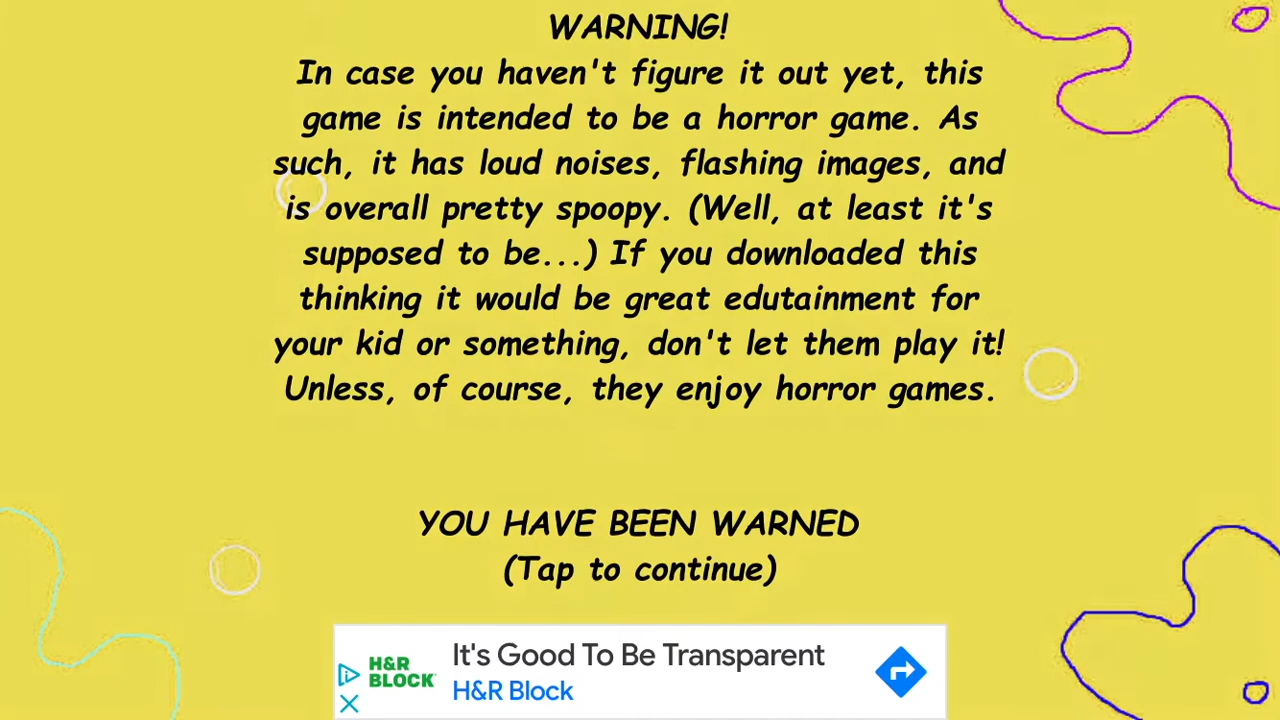 WARNING!
In case you haven't figure it out yet, this
game is intended to be a horror game. As
such, it has loud noises, flashing images, and
is overall pretty spoopy. (Well, at least it's
supposed to be...) If you downloaded this
thinking it would be great edutainment for
your kid or something, don't let them play it!
Unless, of course, they enjoy horror games.
YOU HAVE BEEN WARNED
(Tap to continue)
H&R
BLOCK
It's Good To Be Transparent
H&R Block